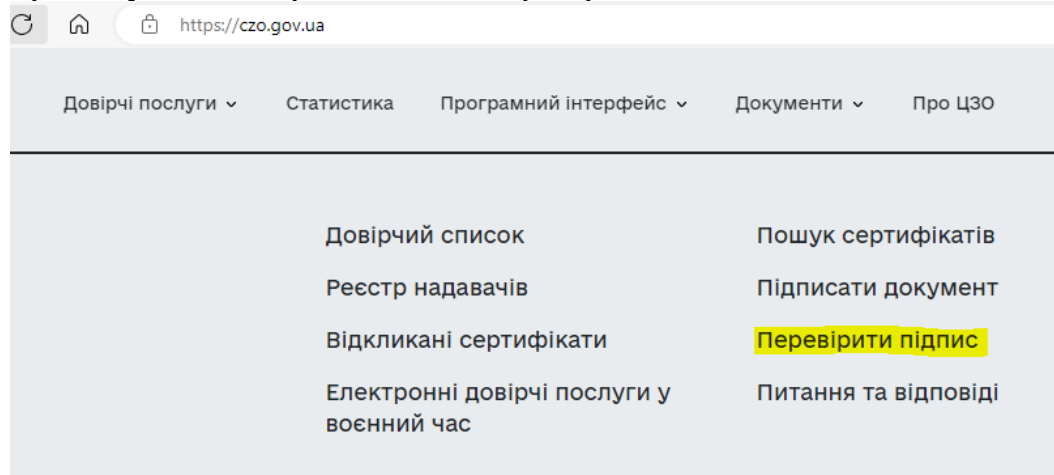 https://czo.gov.ua
Довірчі послуги Статистика Програмний інтерфейс Документи Про ЦЗО
Довірчий список
Реєстр надавачів
Відкликані сертифікати
Електронні довірчі послуги у
воєнний час
Пошук сертифікатів
Підписати документ
Перевірити підпис
Питання та відповіді